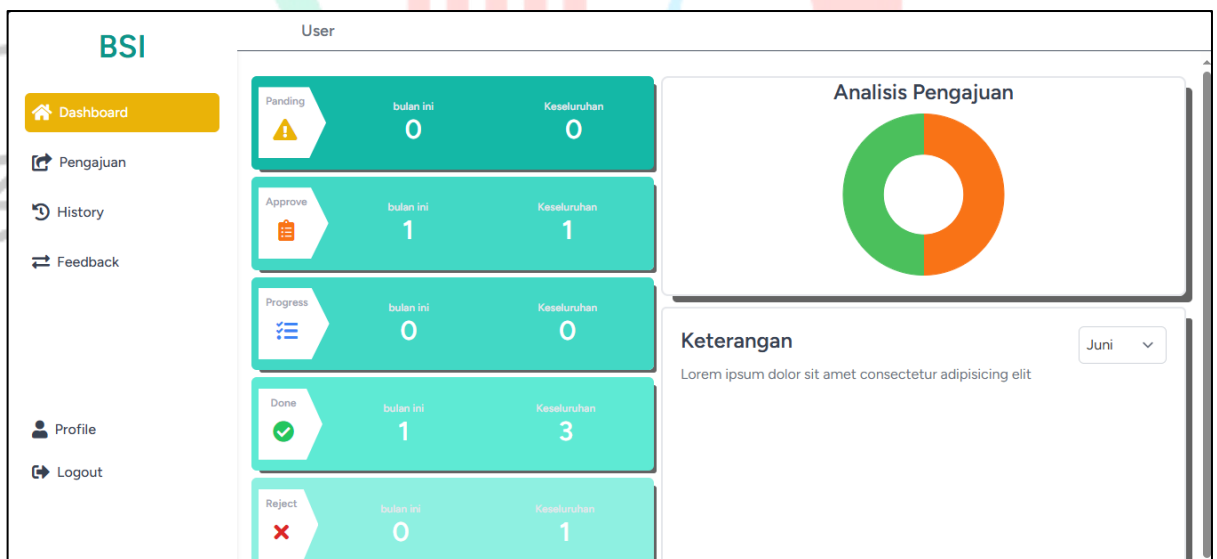 BSI
User
Dashboard
Pengajuan
History
Feedback
Profile
Logout
Panding
bulan ini
Keseluruhan
0
0
Approve
bulan ini
Keseluruhan
1
1
Progress
bulan ini
Keseluruhan
0
0
Done
bulan ini
Keseluruhan
1
3
Reject
bulan ini
Keseluruhan
0
1
Analisis Pengajuan
Keterangan
Juni
Lorem ipsum dolor sit amet consectetur adipisicing elit